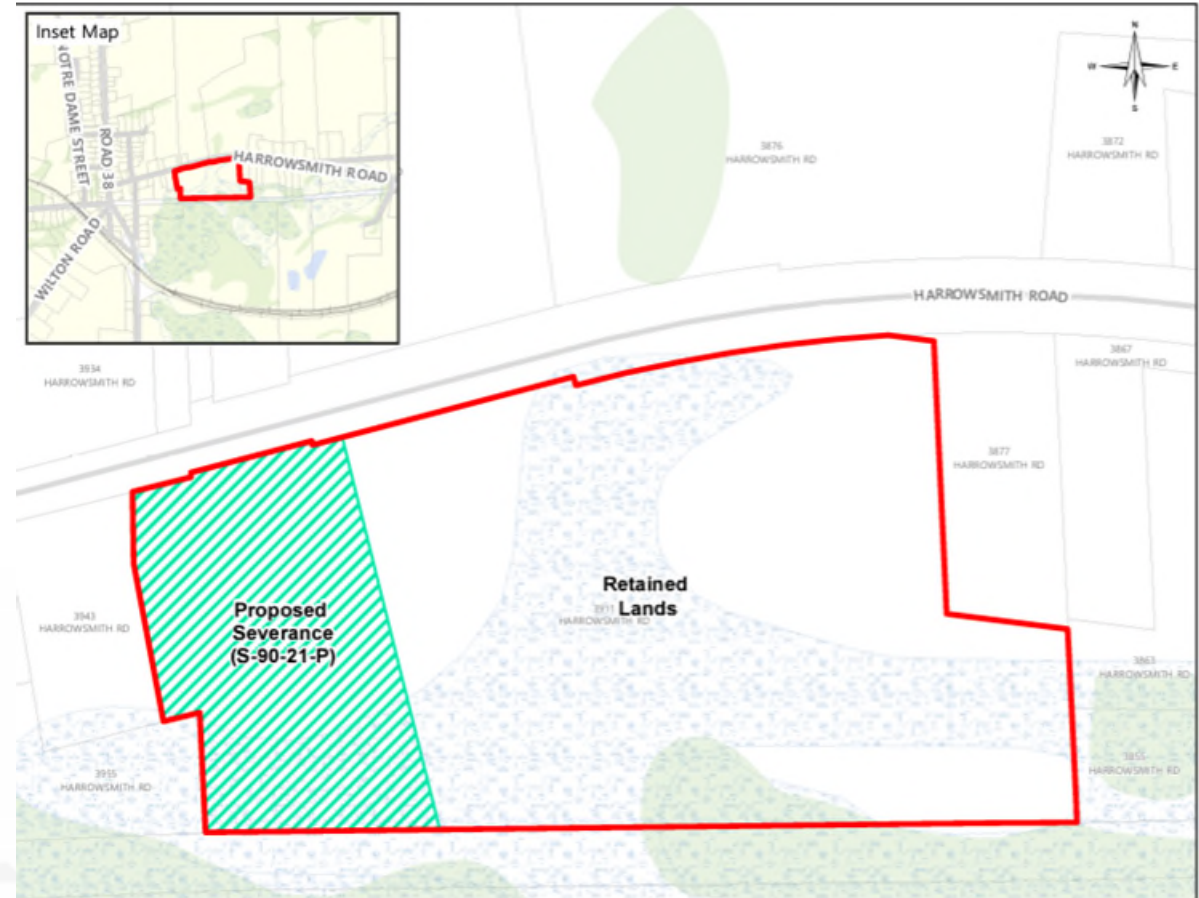 Inset Map
NOTRE DAME STREET
ROAD 38
HARROWSMITH ROAD
WILTON ROAD
N
W
E
S
3876
HARROWSMITH RD
3872
HARROWSMITH RD
HARROWSMITH ROAD
3934
HARROWSMITH RD
3867
HARROWSMITH RD
3877
HARROWSMITH RD
Retained
Lands
3911
HARROWSMITH RD
Proposed
Severance
(S-90-21-P)
3943
HARROWSMITH RD
3863
HARROWSMITH RD
3955
HARROWSMITH RD
3855
HARROWSMITH RD